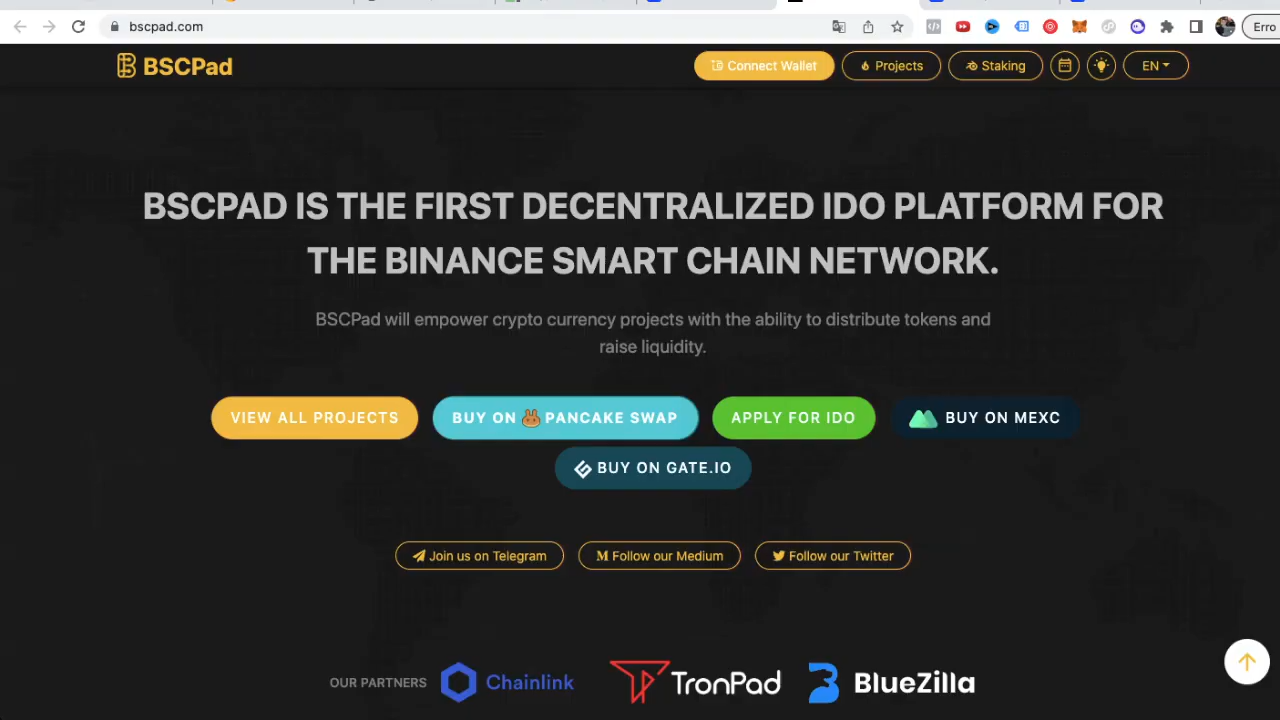 bscpad.com
Erro
BSCPad
Connect Wallet
Projects
Staking
EN
BSCPAD IS THE FIRST DECENTRALIZED IDO PLATFORM FOR
THE BINANCE SMART CHAIN NETWORK.
BSCPad will empower crypto currency projects with the ability to distribute tokens and
raise liquidity.
VIEW ALL PROJECTS
BUY ON PANCAKE SWAP
APPLY FOR IDO
BUY ON MEXC
BUY ON GATE.IO
Join us on Telegram
Follow our Medium
Follow our Twitter
OUR PARTNERS
Chainlink
TronPad
BlueZilla